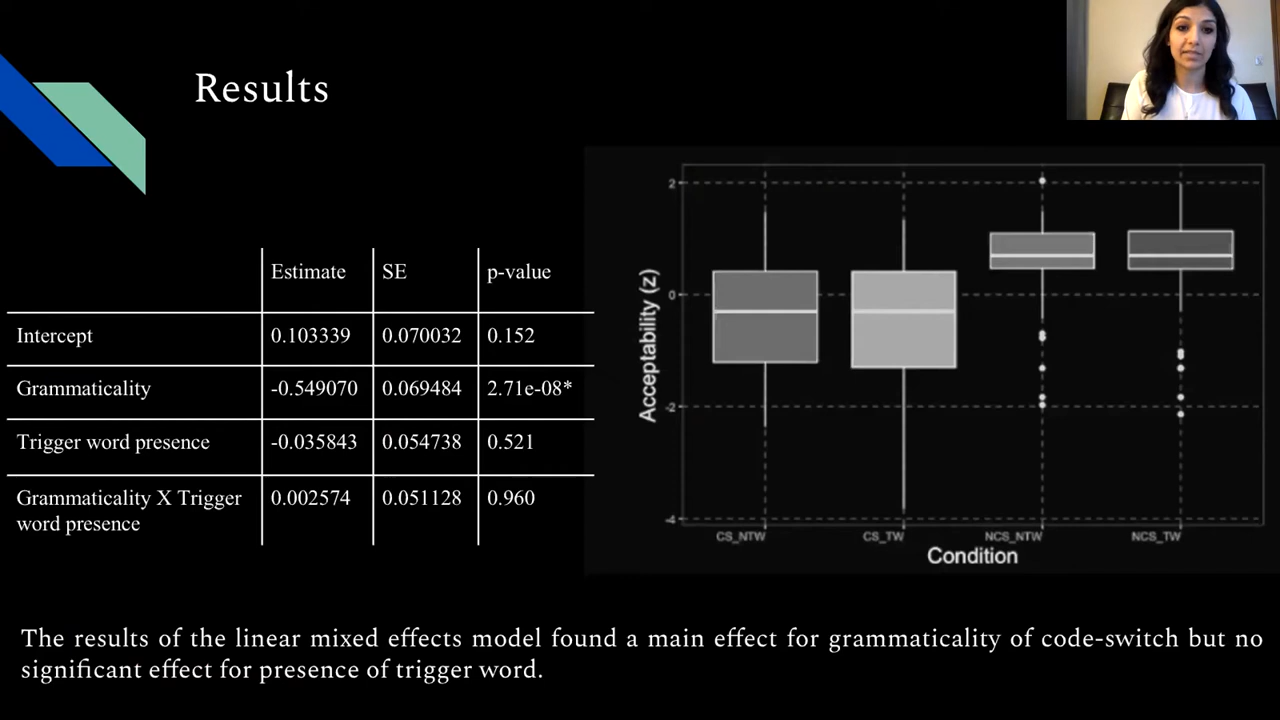 Results
Estimate SE p-value
Intercept 0.103339 0.070032 0.152
Grammaticality -0.549070 0.069484 2.71e-08*
Trigger word presence -0.035843 0.054738 0.521
Grammaticality X Trigger 0.002574 0.051128 0.960
word presence
2
0
-2
-4
Acceptability (z)
CS_NTW CS_TW NCS_NTW NCS_TW
Condition
The results of the linear mixed effects model found a main effect for grammaticality of code-switch but no
significant effect for presence of trigger word.